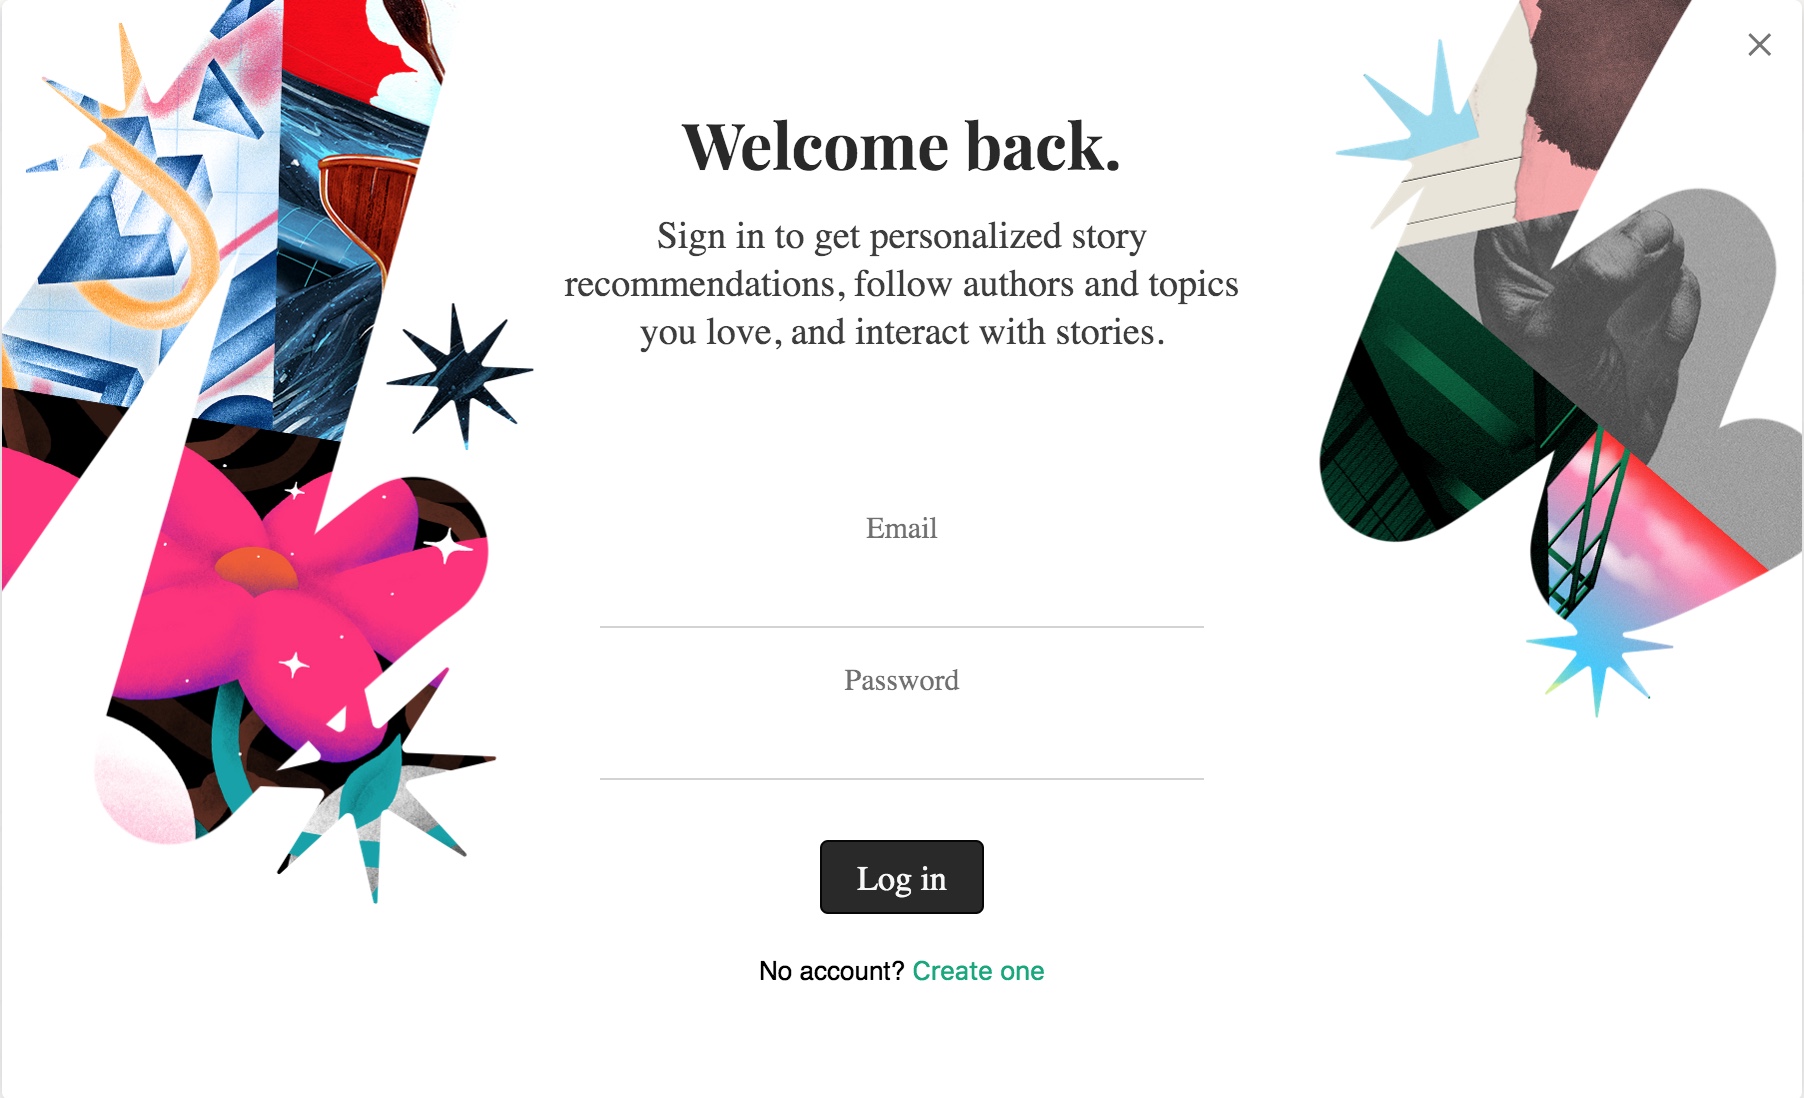 Welcome back.
Sign in to get personalized story
recommendations, follow authors and topics
you love, and interact with stories.
Email
Password
Log in
No account? Create one